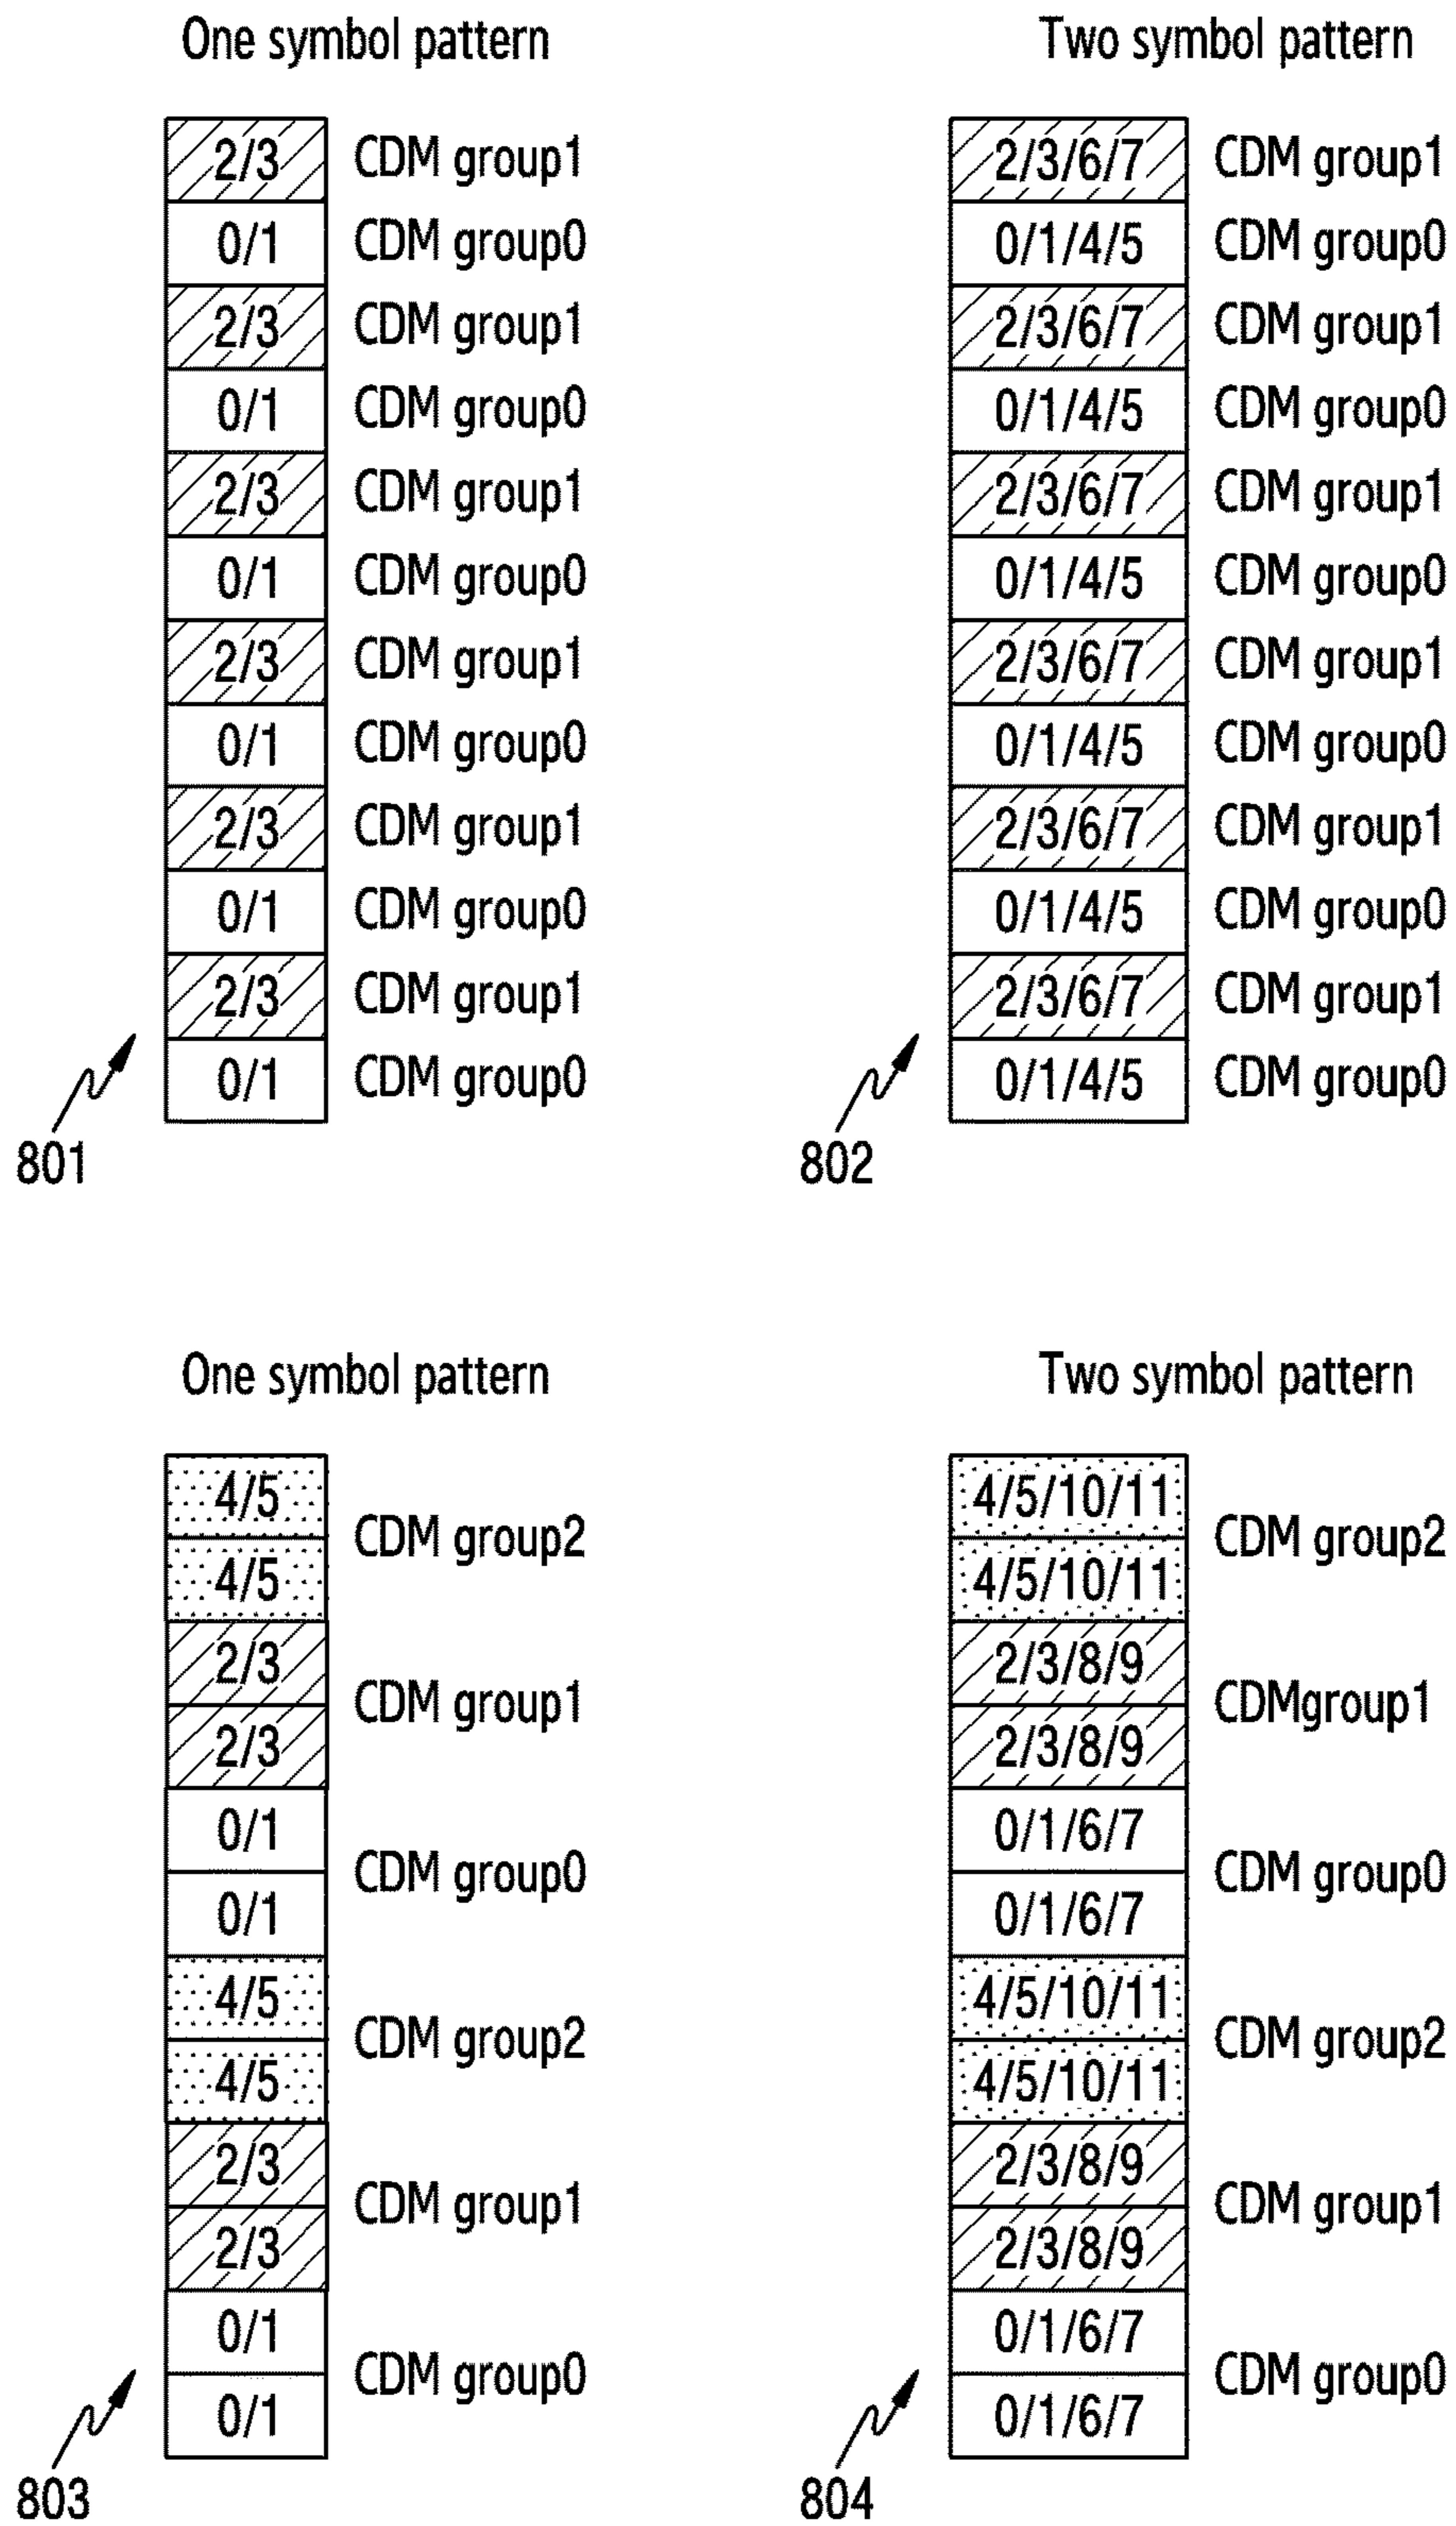 One symbol pattern
2/3 CDM group1
0/1 CDM group0
2/3 CDM group1
0/1 CDM group0
2/3 CDM group1
0/1 CDM group0
2/3 CDM group1
0/1 CDM group0
2/3 CDM group1
0/1 CDM group0
2/3 CDM group1
0/1 CDM group0
801
Two symbol pattern
2/3/6/7 CDM group1
0/1/4/5 CDM group0
2/3/6/7 CDM group1
0/1/4/5 CDM group0
2/3/6/7 CDM group1
0/1/4/5 CDM group0
2/3/6/7 CDM group1
0/1/4/5 CDM group0
2/3/6/7 CDM group1
0/1/4/5 CDM group0
2/3/6/7 CDM group1
0/1/4/5 CDM group0
802
One symbol pattern
4/5
CDM group2
4/5
2/3
CDM group1
2/3
0/1
CDM group0
0/1
4/5
CDM group2
4/5
2/3
CDM group1
2/3
0/1
CDM group0
0/1
803
Two symbol pattern
4/5/10/11
CDM group2
4/5/10/11
2/3/8/9
CDMgroup1
2/3/8/9
0/1/6/7
CDM group0
0/1/6/7
4/5/10/11
CDM group2
4/5/10/11
2/3/8/9
CDM group1
2/3/8/9
0/1/6/7
CDM group0
0/1/6/7
804